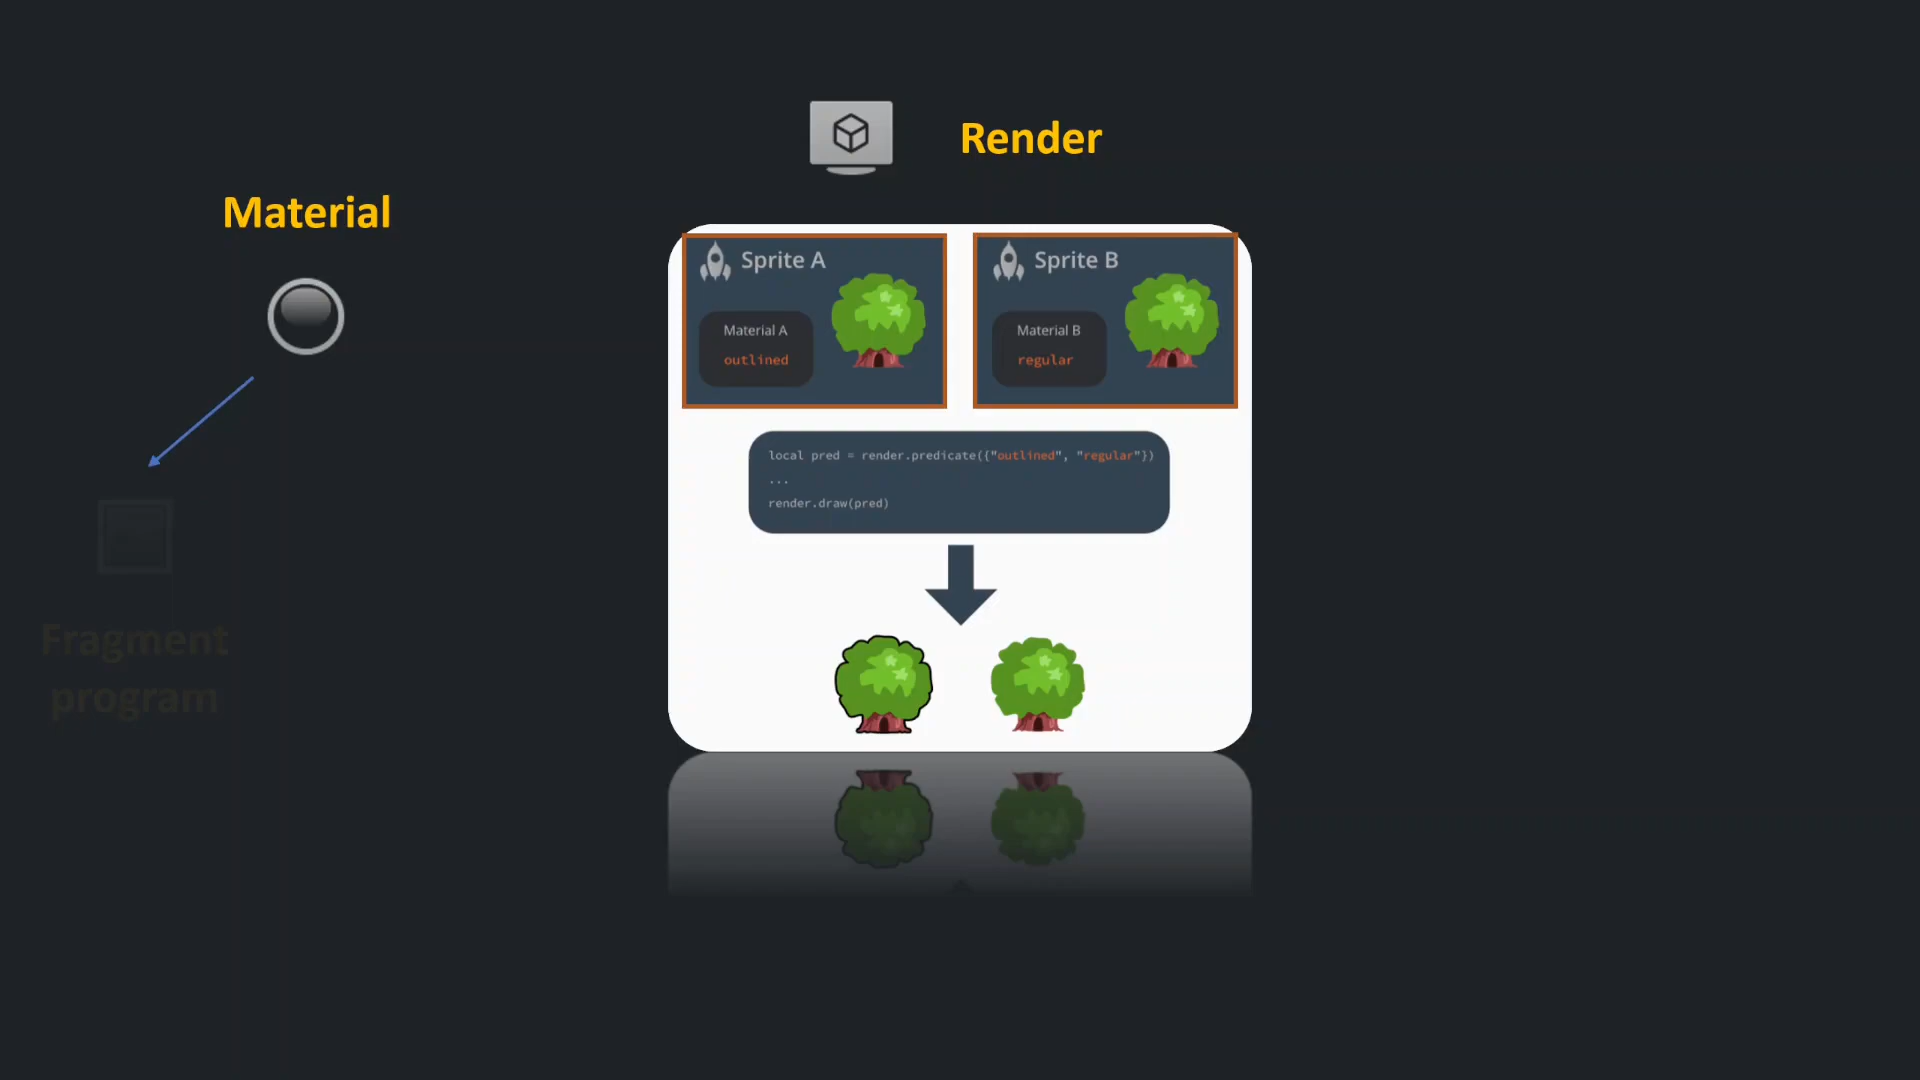 Render
Material
Sprite A
Material A
outlined
Sprite B
Material B
regular
local pred = render.predicate({"outlined", "regular"})
...
render.draw(pred)
Fragment
program